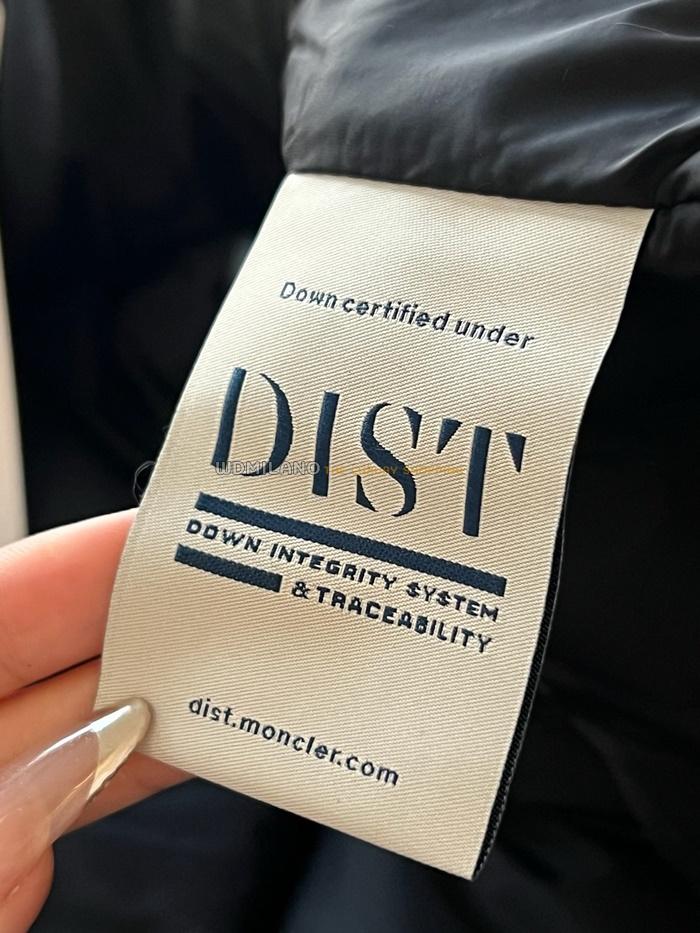 Down certified under
DIST
WDMILANO
DOWN INTEGRITY SYSTEM
& TRACEABILITY
dist.moncler.com